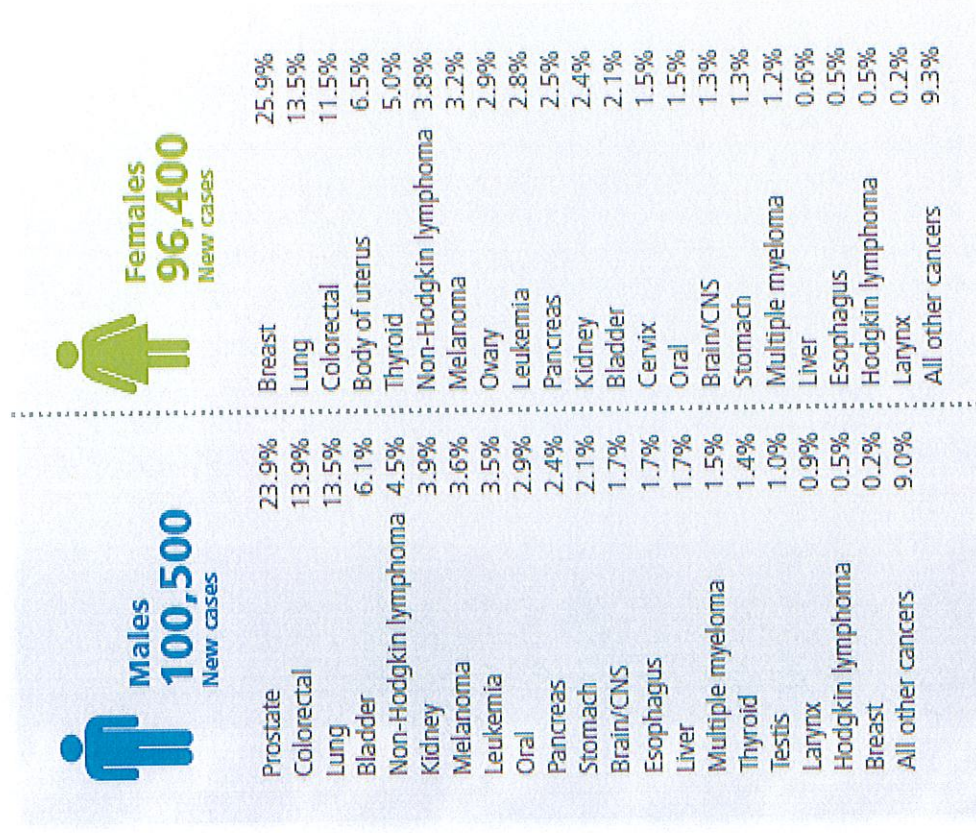 Males
100,500
New cases
Prostate 23.9%
Colorectal 13.9%
Lung 13.5%
Bladder 6.1%
Non-Hodgkin lymphoma 4.5%
Kidney 3.9%
Melanoma 3.6%
Leukemia 3.5%
Oral 2.9%
Pancreas 2.4%
Stomach 2.1%
Brain/CNS 1.7%
Esophagus 1.7%
Liver 1.7%
Multiple myeloma 1.5%
Thyroid 1.4%
Testis 1.0%
Larynx 0.9%
Hodgkin lymphoma 0.5%
Breast 0.2%
All other cancers 9.0%
Females
96,400
New cases
Breast 25.9%
Lung 13.5%
Colorectal 11.5%
Body of uterus 6.5%
Thyroid 5.0%
Non-Hodgkin lymphoma 3.8%
Melanoma 3.2%
Ovary 2.9%
Leukemia 2.8%
Pancreas 2.5%
Kidney 2.4%
Bladder 2.1%
Cervix 1.5%
Oral 1.5%
Brain/CNS 1.3%
Stomach 1.3%
Multiple myeloma 1.2%
Liver 0.6%
Esophagus 0.5%
Hodgkin lymphoma 0.5%
Larynx 0.2%
All other cancers 9.3%